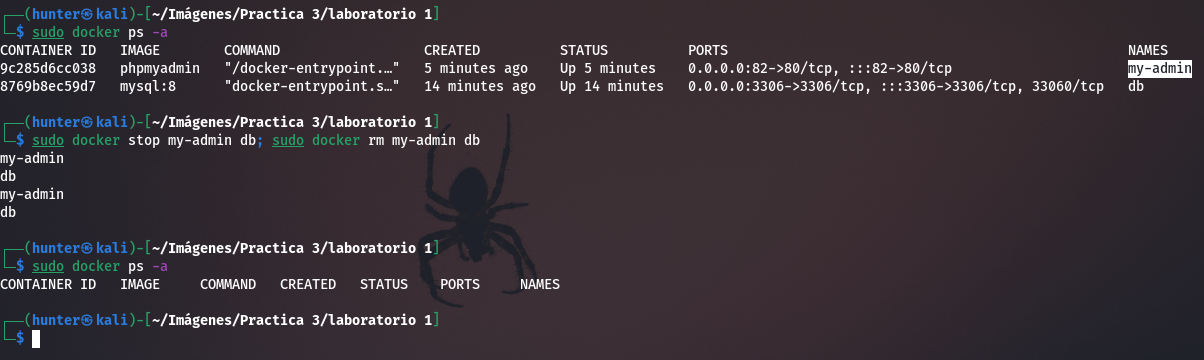 ┌──(hunter㉿kali)-[~/Imágenes/Practica 3/laboratorio 1]
└─$ sudo docker ps -a
CONTAINER ID   IMAGE        COMMAND                  CREATED          STATUS          PORTS                                                  NAMES
9c285d6cc038   phpmyadmin   "/docker-entrypoint.…"   5 minutes ago    Up 5 minutes    0.0.0.0:82->80/tcp, :::82->80/tcp                      my-admin
8769b8ec59d7   mysql:8      "docker-entrypoint.s…"   14 minutes ago   Up 14 minutes   0.0.0.0:3306->3306/tcp, :::3306->3306/tcp, 33060/tcp   db
┌──(hunter㉿kali)-[~/Imágenes/Practica 3/laboratorio 1]
└─$ sudo docker stop my-admin db; sudo docker rm my-admin db
my-admin
db
my-admin
db
┌──(hunter㉿kali)-[~/Imágenes/Practica 3/laboratorio 1]
└─$ sudo docker ps -a
CONTAINER ID   IMAGE     COMMAND   CREATED   STATUS    PORTS     NAMES
┌──(hunter㉿kali)-[~/Imágenes/Practica 3/laboratorio 1]
└─$